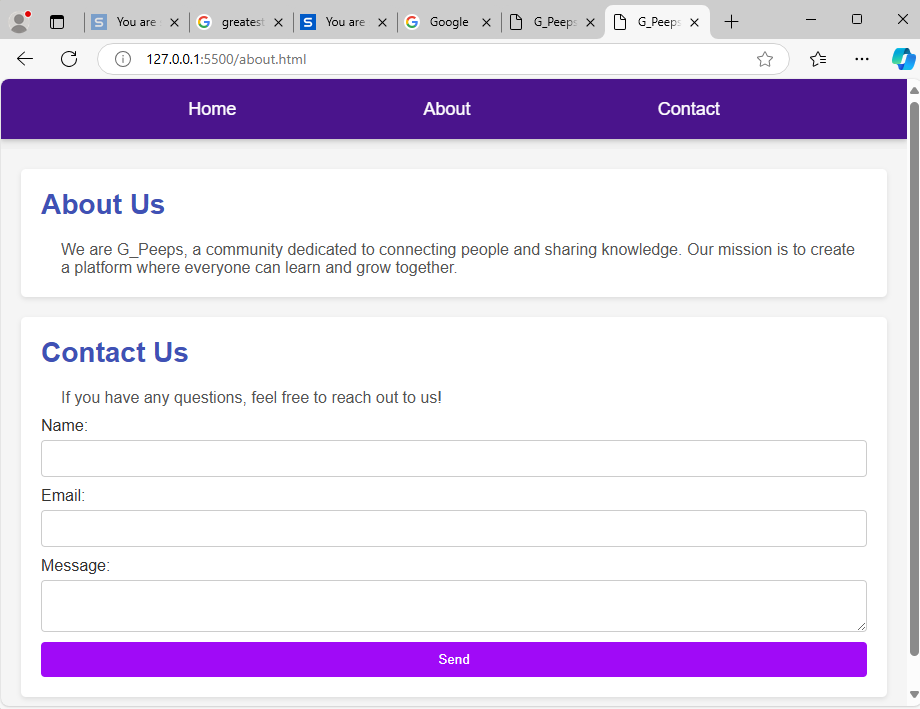 You are
greatest
You are
Google
G_Peeps
G_Peeps
127.0.0.1:5500/about.html
Home About Contact
About Us
We are G_Peeps, a community dedicated to connecting people and sharing knowledge. Our mission is to create
a platform where everyone can learn and grow together.
Contact Us
If you have any questions, feel free to reach out to us!
Name:
Email:
Message:
Send